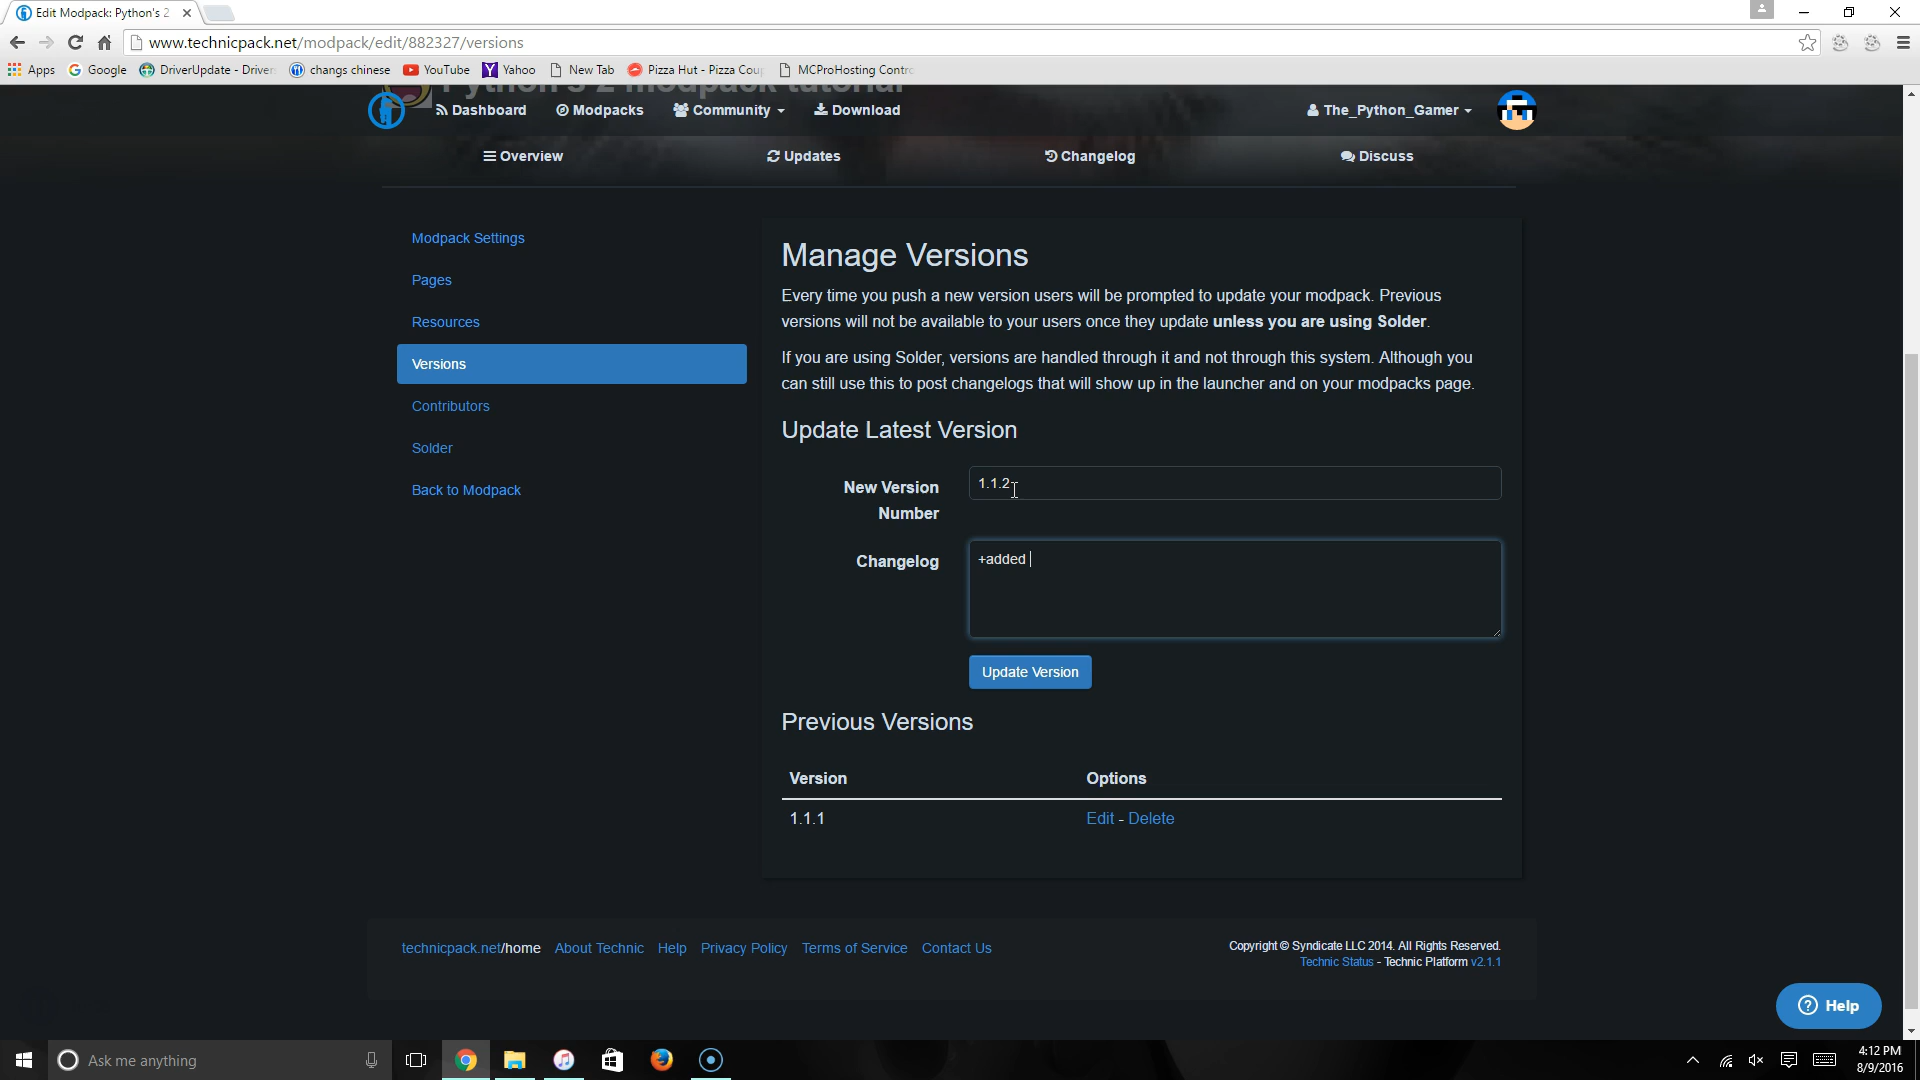 Edit Modpack: Python's 2
www.technicpack.net/modpack/edit/882327/versions
Apps Google DriverUpdate - Driver changs chinese YouTube Yahoo New Tab Pizza Hut - Pizza Cou MCProHosting Contro
Python's 2 modpack tutorial
Dashboard Modpacks Community Download The_Python_Gamer
Overview Updates Changelog Discuss
Modpack Settings
Pages
Resources
Versions
Contributors
Solder
Back to Modpack
Manage Versions
Every time you push a new version users will be prompted to update your modpack. Previous
versions will not be available to your users once they update unless you are using Solder.
If you are using Solder, versions are handled through it and not through this system. Although you
can still use this to post changelogs that will show up in the launcher and on your modpacks page.
Update Latest Version
New Version
Number
1.1.2
Changelog
+added
Update Version
Previous Versions
Version Options
1.1.1 Edit - Delete
technicpack.net/home About Technic Help Privacy Policy Terms of Service Contact Us
Copyright © Syndicate LLC 2014. All Rights Reserved.
Technic Status - Technic Platform v2.1.1
Help
Ask me anything
4:12 PM
8/9/2016